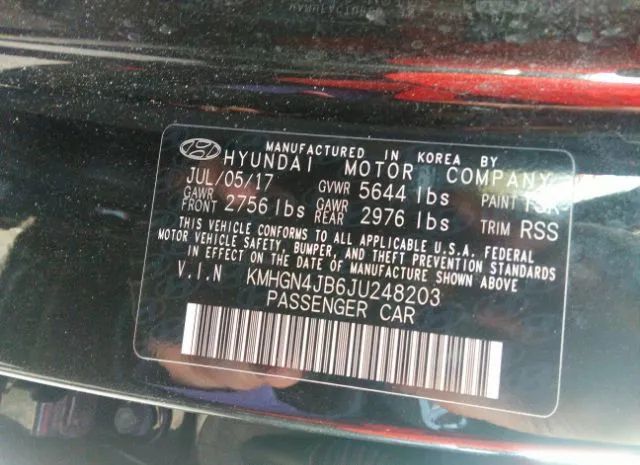 MANUFACTURED IN KOREA BY
HYUNDAI MOTOR COMPANY
JUL/05/17 GVWR 5644 lbs PAINT
GAWR FRONT 2756 lbs GAWR REAR 2976 lbs TRIM RSS
THIS VEHICLE CONFORMS TO ALL APPLICABLE U.S.A. FEDERAL
MOTOR VEHICLE SAFETY, BUMPER, AND THEFT PREVENTION STANDARDS
IN EFFECT ON THE DATE OF MANUFACTURE SHOWN ABOVE
V.I.N KMHGN4JB6JU248203
PASSENGER CAR